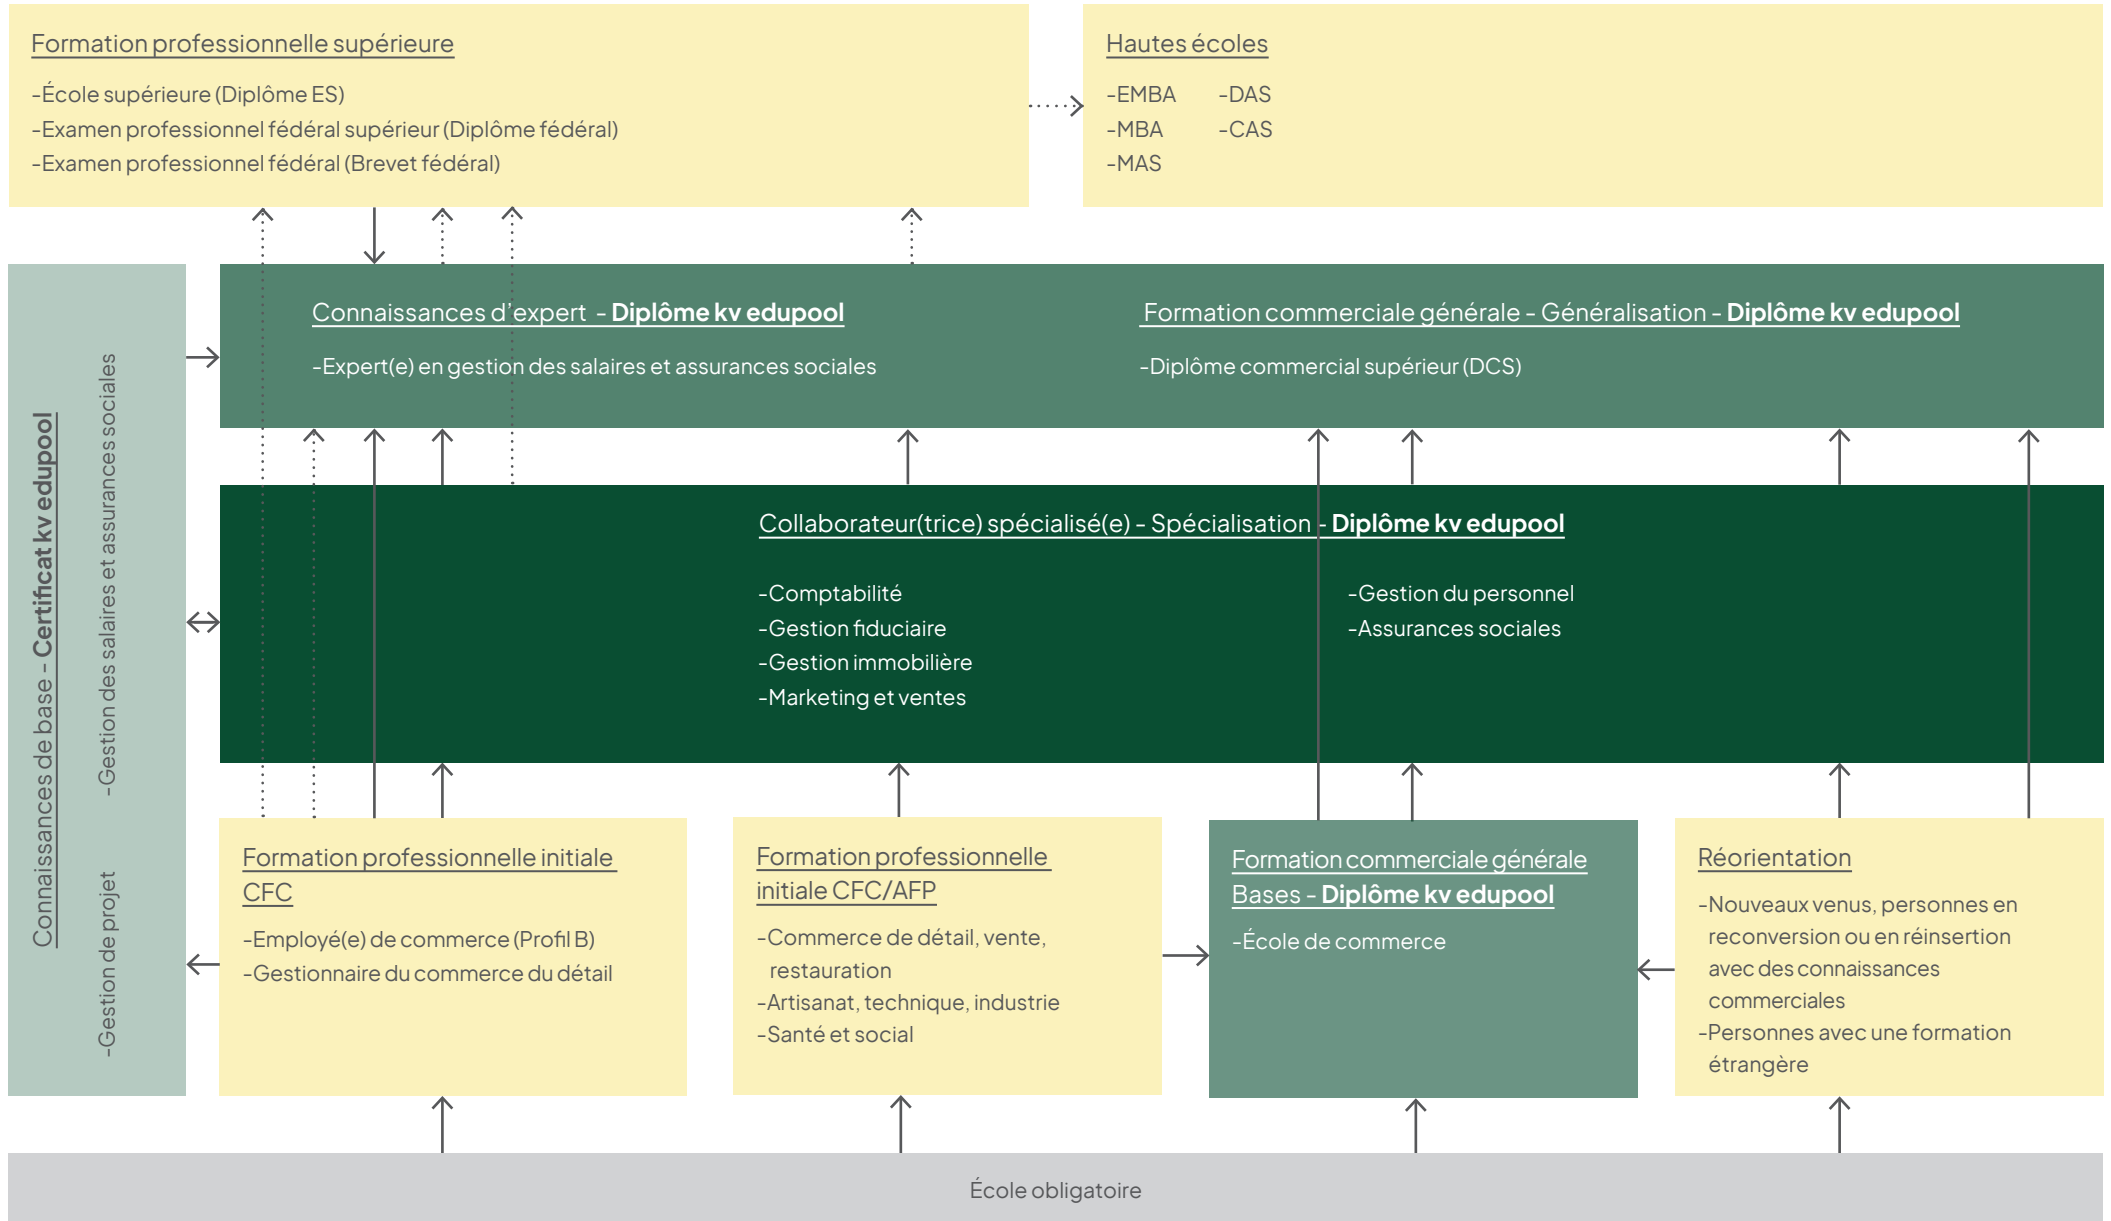 Formation professionnelle supérieure
-École supérieure (Diplôme ES)
-Examen professionnel fédéral supérieur (Diplôme fédéral)
-Examen professionnel fédéral (Brevet fédéral)
Hautes écoles
-EMBA
-MBA
-MAS
-DAS
-CAS
Connaissances de base - Certificat kv edupool
-Gestion de projet
-Gestion des salaires et assurances sociales
Connaissances d'expert - Diplôme kv edupool
-Expert(e) en gestion des salaires et assurances sociales
Formation commerciale générale - Généralisation - Diplôme kv edupool
-Diplôme commercial supérieur (DCS)
Collaborateur(trice) spécialisé(e) - Spécialisation - Diplôme kv edupool
-Comptabilité
-Gestion fiduciaire
-Gestion immobilière
-Marketing et ventes
-Gestion du personnel
-Assurances sociales
Formation professionnelle initiale
CFC
-Employé(e) de commerce (Profil B)
-Gestionnaire du commerce du détail
Formation professionnelle
initiale CFC/AFP
-Commerce de détail, vente,
restauration
-Artisanat, technique, industrie
-Santé et social
Formation commerciale générale
Bases - Diplôme kv edupool
-École de commerce
Réorientation
-Nouveaux venus, personnes en
reconversion ou en réinsertion
avec des connaissances
commerciales
-Personnes avec une formation
étrangère
École obligatoire